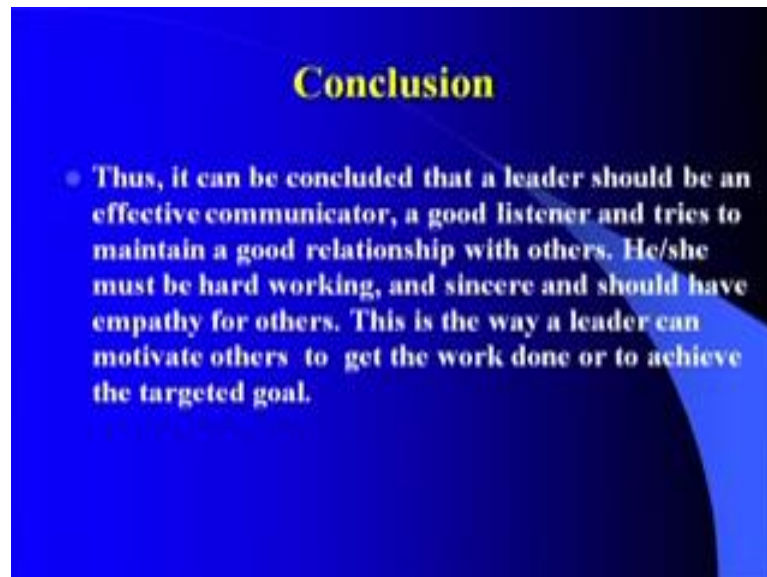 Conclusion
Thus, it can be concluded that a leader should be an
effective communicator, a good listener and tries to
maintain a good relationship with others. He/she
must be hard working, and sincere and should have
empathy for others. This is the way a leader can
motivate others to get the work done or to achieve
the targeted goal.